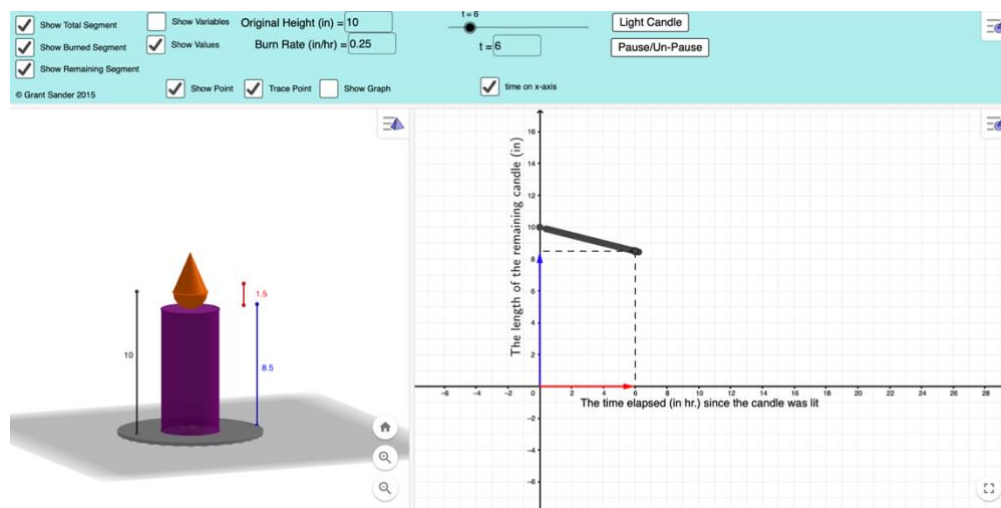 Show Total Segment
Show Variables
Original Height (in) = 10
t = 6
Light Candle
Show Burned Segment
Show Values
Burn Rate (in/hr) = 0.25
t = 6
Pause/Un-Pause
Show Remaining Segment
© Grant Sander 2015
Show Point
Trace Point
Show Graph
time on x-axis
10
1.5
8.5
The length of the remaining candle (in)
16
14
12
10
8
6
4
2
0
-2
-4
-6
-6 -4 -2 0 2 4 6 8 10 12 14 16 18 20 22 24 26 28
The time elapsed (in hr.) since the candle was lit